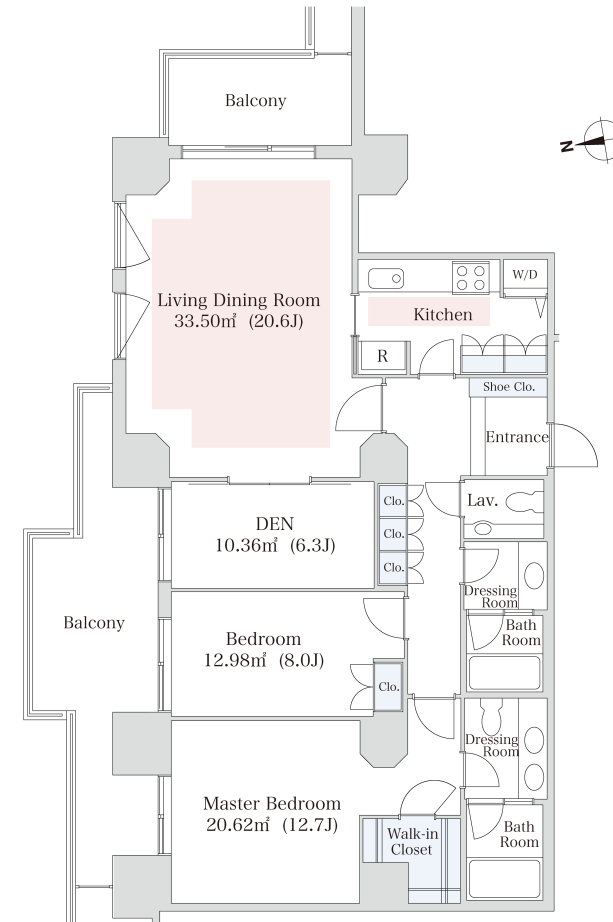 Balcony
N
W/D
Living Dining Room
33.50㎡ (20.6J)
Kitchen
R
Shoe Clo.
Entrance
Clo.
Lav.
DEN
10.36㎡ (6.3J)
Clo.
Clo.
Dressing
Room
Balcony
Bedroom
12.98㎡ (8.0J)
Bath
Room
Clo.
Dressing
Room
Master Bedroom
20.62㎡ (12.7J)
Walk-in
Closet
Bath
Room